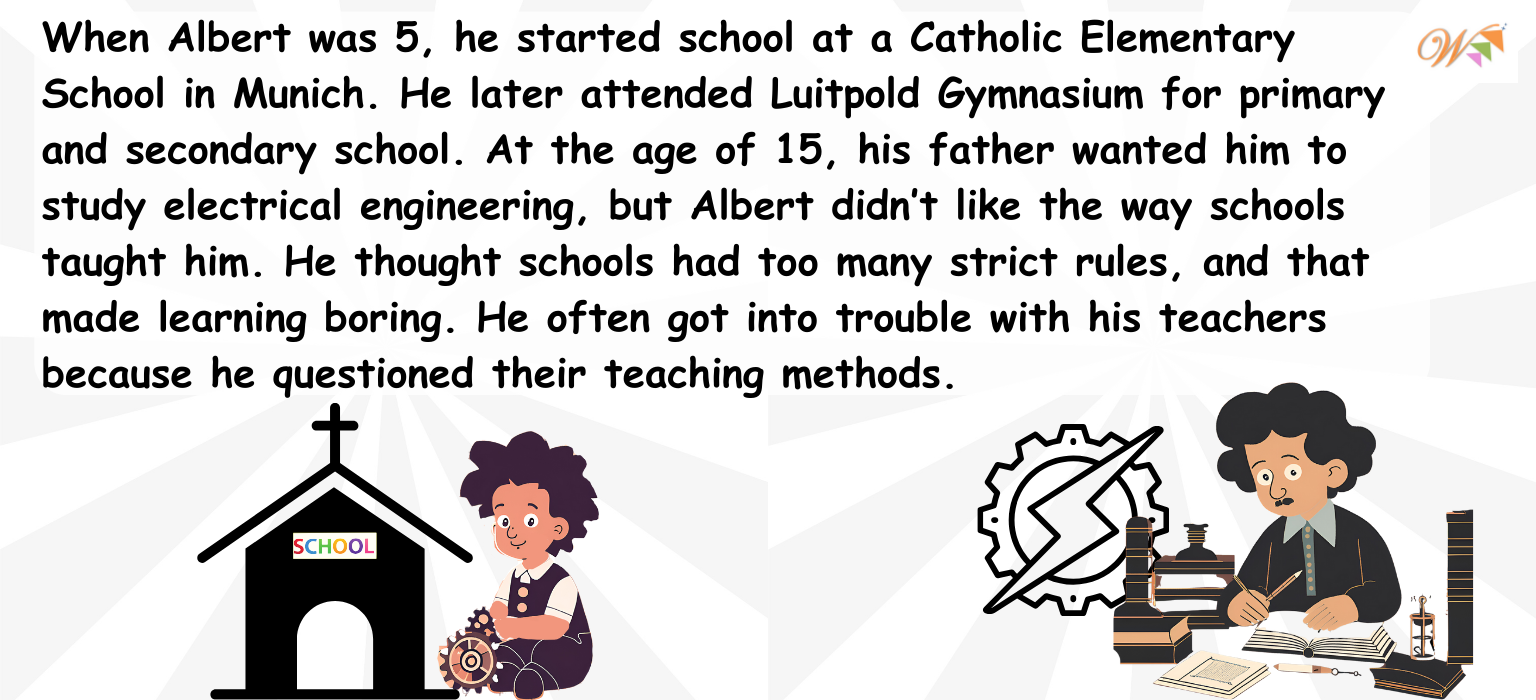 When Albert was 5, he started school at a Catholic Elementary
School in Munich. He later attended Luitpold Gymnasium for primary
and secondary school. At the age of 15, his father wanted him to
study electrical engineering, but Albert didn't like the way schools
taught him. He thought schools had too many strict rules, and that
made learning boring. He often got into trouble with his teachers
because he questioned their teaching methods.
W
SCHOOL